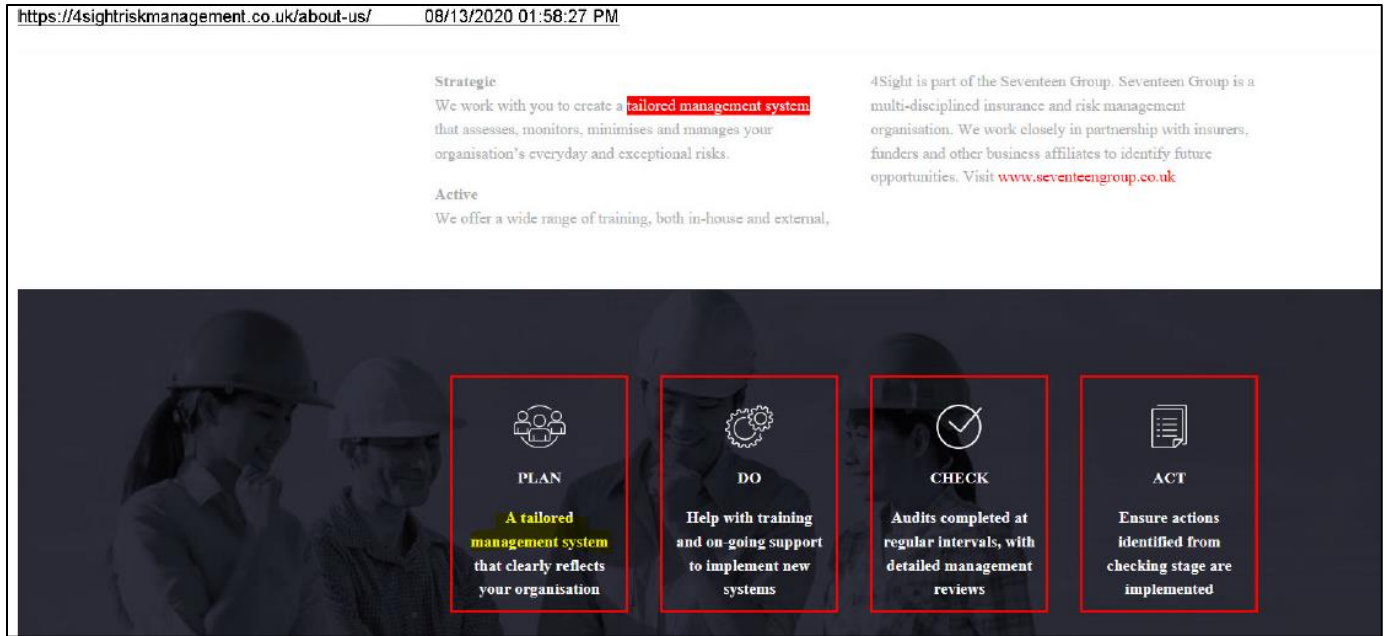 https://4sightriskmanagement.co.uk/about-us/ 08/13/2020 01:58:27 PM
Strategic
We work with you to create a tailored management system
that assesses, monitors, minimises and manages your
organisation's everyday and exceptional risks.
Active
We offer a wide range of training, both in-house and external,
4Sight is part of the Seventeen Group. Seventeen Group is a
multi-disciplined insurance and risk management
organisation. We work closely in partnership with insurers,
funders and other business affiliates to identify future
opportunities. Visit www.seventeengroup.co.uk
PLAN
A tailored
management system
that clearly reflects
your organisation
DO
Help with training
and on-going support
to implement new
systems
CHECK
Audits completed at
regular intervals, with
detailed management
reviews
ACT
Ensure actions
identified from
checking stage are
implemented